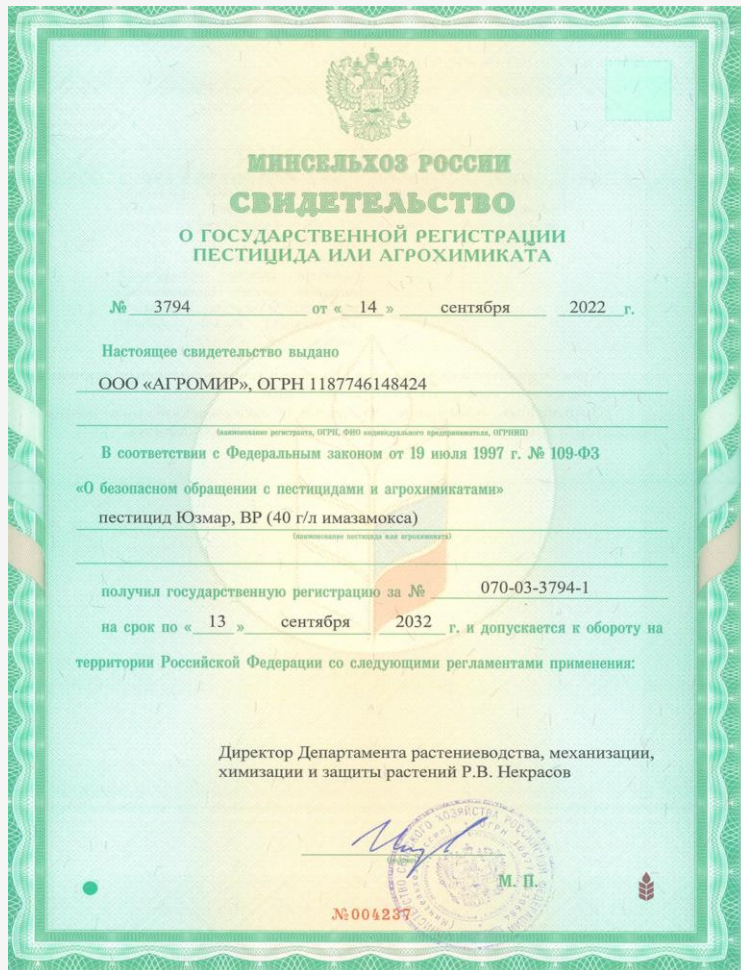 МИНСЕЛЬХОЗ РОССИИ
СВИДЕТЕЛЬСТВО
О ГОСУДАРСТВЕННОЙ РЕГИСТРАЦИИ
ПЕСТИЦИДА ИЛИ АГРОХИМИКАТА
№ 3794 от « 14 » сентября 2022 г.
Настоящее свидетельство выдано
ООО «АГРОМИР», ОГРН 1187746148424
(наименование регистранта, ОГРН, ФИО индивидуального предпринимателя, ОГРНИП)
В соответствии с Федеральным законом от 19 июля 1997 г. № 109-ФЗ
«О безопасном обращении с пестицидами и агрохимикатами»
пестицид Юзмар, ВР (40 г/л имазамокса)
(наименование пестицида или агрохимиката)
получил государственную регистрацию за № 070-03-3794-1
на срок по « 13 » сентября 2032 г. и допускается к обороту на
территории Российской Федерации со следующими регламентами применения:
Директор Департамента растениеводства, механизации,
химизации и защиты растений Р.В. Некрасов
М. П.
№004237